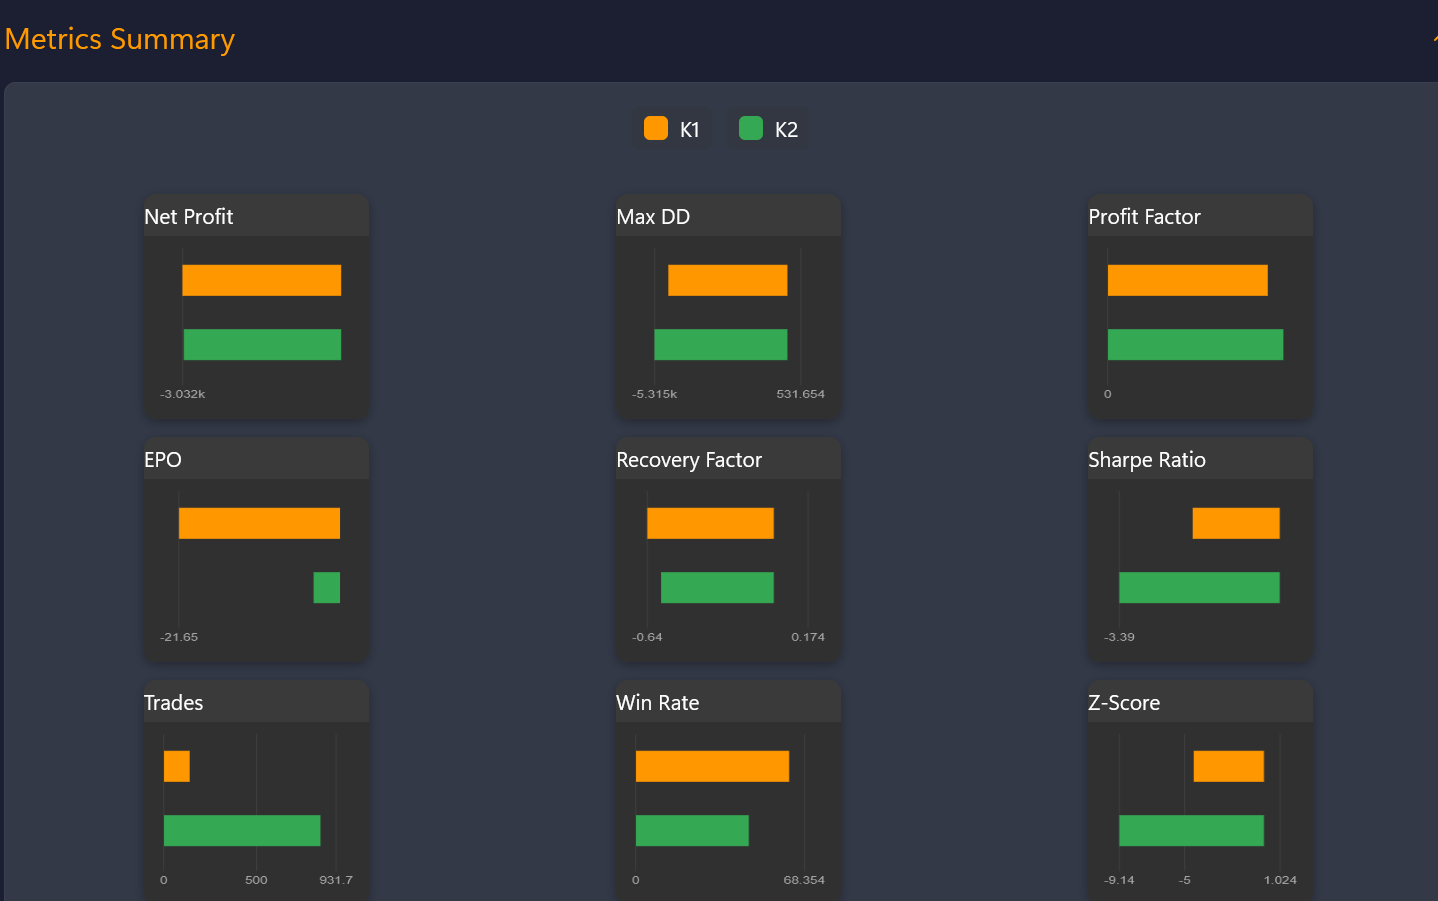 Metrics Summary
K1 K2
Net Profit
-3.032k
Max DD
-5.315k 531.654
Profit Factor
0
EPO
-21.65
Recovery Factor
-0.64 0.174
Sharpe Ratio
-3.39
Trades
0 500 931.7
Win Rate
0 68.354
Z-Score
-9.14 -5 1.024